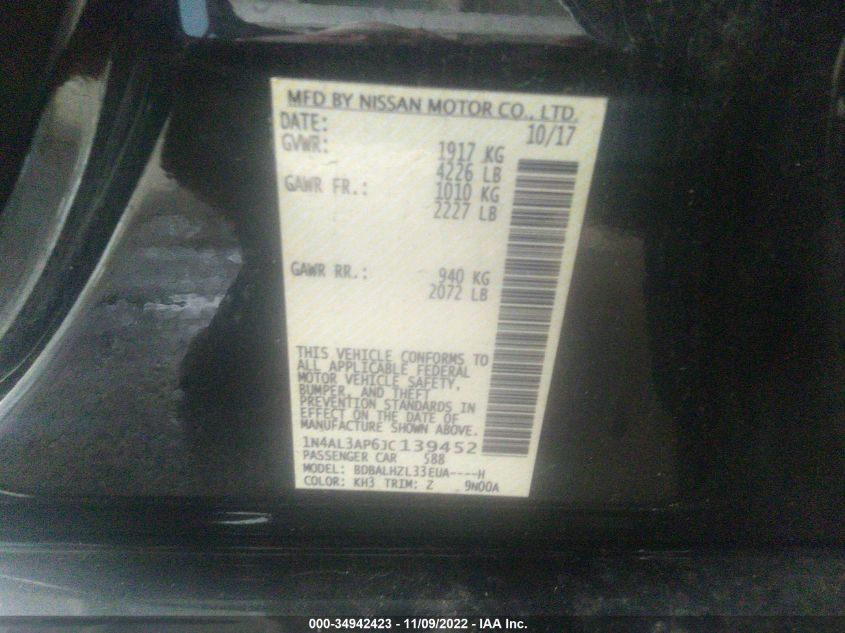 MFD BY NISSAN MOTOR CO., LTD.
DATE: 10/17
GVWR: 1917 KG
4226 LB
GAWR FR.: 1010 KG
2227 LB
GAWR RR.: 940 KG
2072 LB
THIS VEHICLE CONFORMS TO
ALL APPLICABLE FEDERAL
MOTOR VEHICLE SAFETY,
BUMPER, AND THEFT
PREVENTION STANDARDS IN
EFFECT ON THE DATE OF
MANUFACTURE SHOWN ABOVE.
1N4AL3AP6JC139452
PASSENGER CAR 588
MODEL: BDBALHZL33EUA----H
COLOR: KH3 TRIM: Z 9N00A
000-34942423 - 11/09/2022 - IAA Inc.